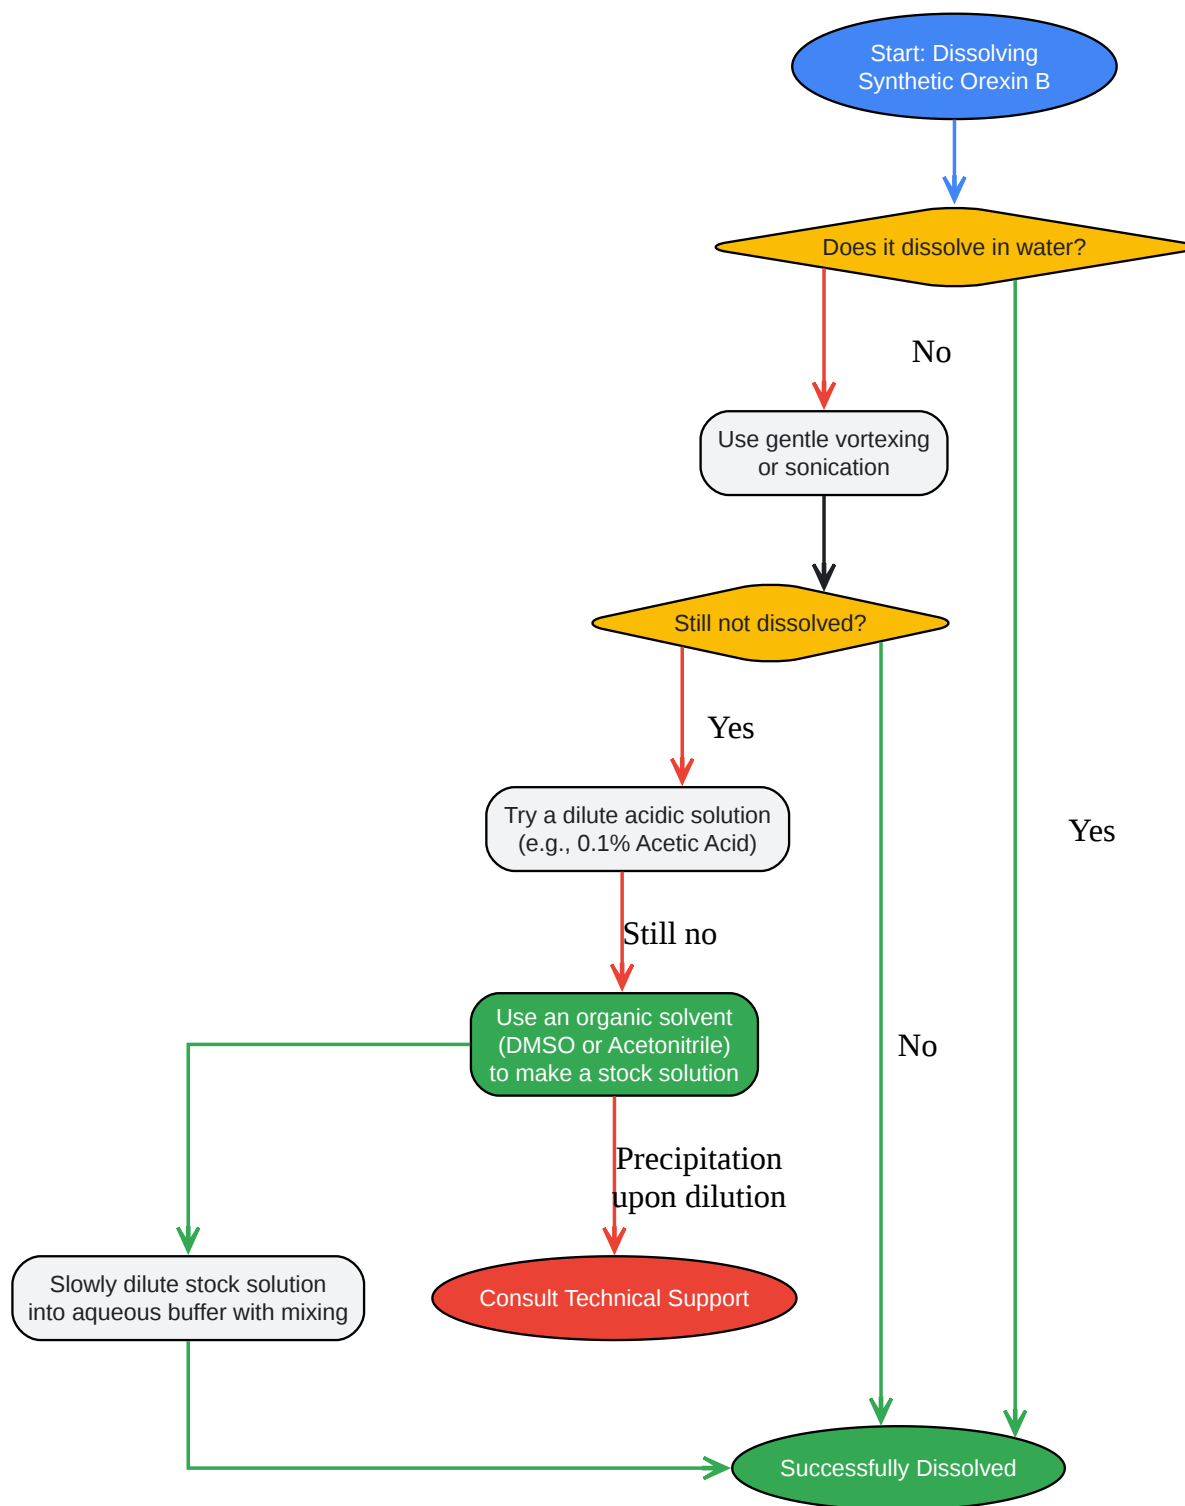 Start: Dissolving
Synthetic Orexin B
Does it dissolve in water?
No
Use gentle vortexing
or sonication
Still not dissolved?
Yes
Try a dilute acidic solution
(e.g., 0.1% Acetic Acid)
Yes
Still no
Use an organic solvent
(DMSO or Acetonitrile)
to make a stock solution
No
Precipitation
upon dilution
Slowly dilute stock solution
into aqueous buffer with mixing
Consult Technical Support
Successfully Dissolved